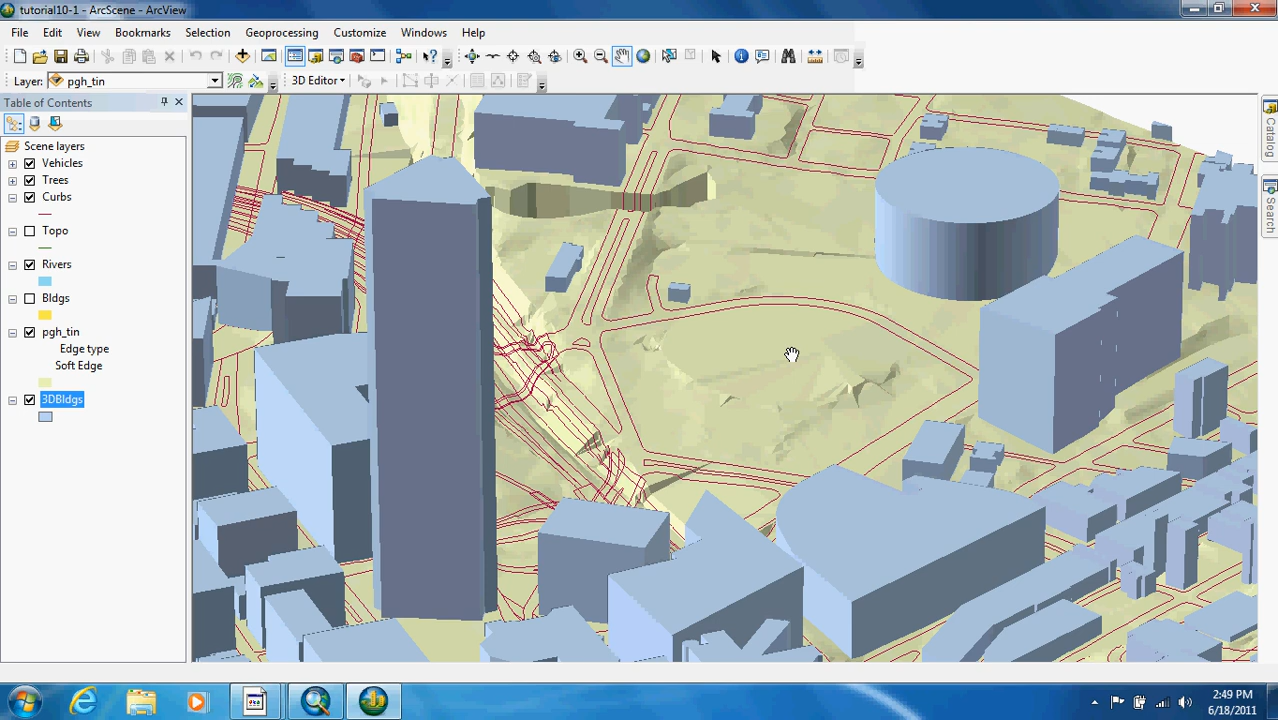 tutorial10-1 - ArcScene - ArcView
File Edit View Bookmarks Selection Geoprocessing Customize Windows Help
Layer: pgh_tin 3D Editor
Table of Contents
Scene layers
Vehicles
Trees
Curbs
Topo
Rivers
Bldgs
pgh_tin
Edge type
Soft Edge
3DBldgs
Catalog
Search
2:49 PM
6/18/2011